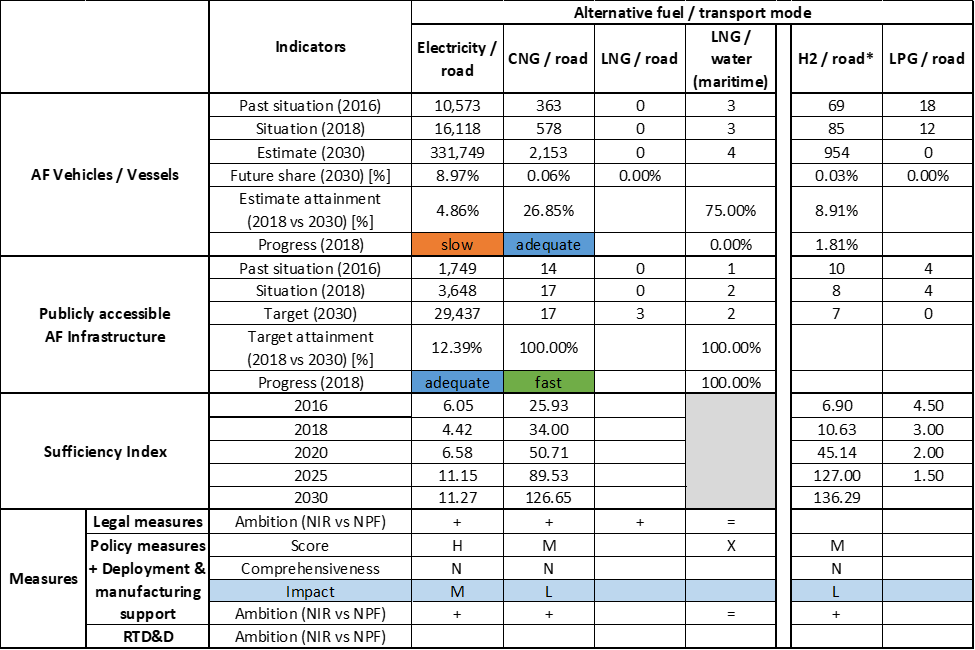 Alternative fuel / transport mode
Indicators
Electricity / road
CNG / road
LNG / road
LNG / water (maritime)
H2 / road*
LPG / road
AF Vehicles / Vessels
Past situation (2016) 10,573 363 0 3 69 18
Situation (2018) 16,118 578 0 3 85 12
Estimate (2030) 331,749 2,153 0 4 954 0
Future share (2030) [%] 8.97% 0.06% 0.00% 0.03% 0.00%
Estimate attainment
(2018 vs 2030) [%] 4.86% 26.85% 75.00% 8.91%
Progress (2018) slow adequate 0.00% 1.81%
Publicly accessible
AF Infrastructure
Past situation (2016) 1,749 14 0 1 10 4
Situation (2018) 3,648 17 0 2 8 4
Target (2030) 29,437 17 3 2 7 0
Target attainment
(2018 vs 2030) [%] 12.39% 100.00% 100.00%
Progress (2018) adequate fast 100.00%
Sufficiency Index
2016 6.05 25.93 6.90 4.50
2018 4.42 34.00 10.63 3.00
2020 6.58 50.71 45.14 2.00
2025 11.15 89.53 127.00 1.50
2030 11.27 126.65 136.29
Measures
Legal measures Ambition (NIR vs NPF) + + + =
Policy measures
+ Deployment &
manufacturing
support
Score H M X M
Comprehensiveness N N N
Impact M L L
Ambition (NIR vs NPF) + + = +
RTD&D Ambition (NIR vs NPF)